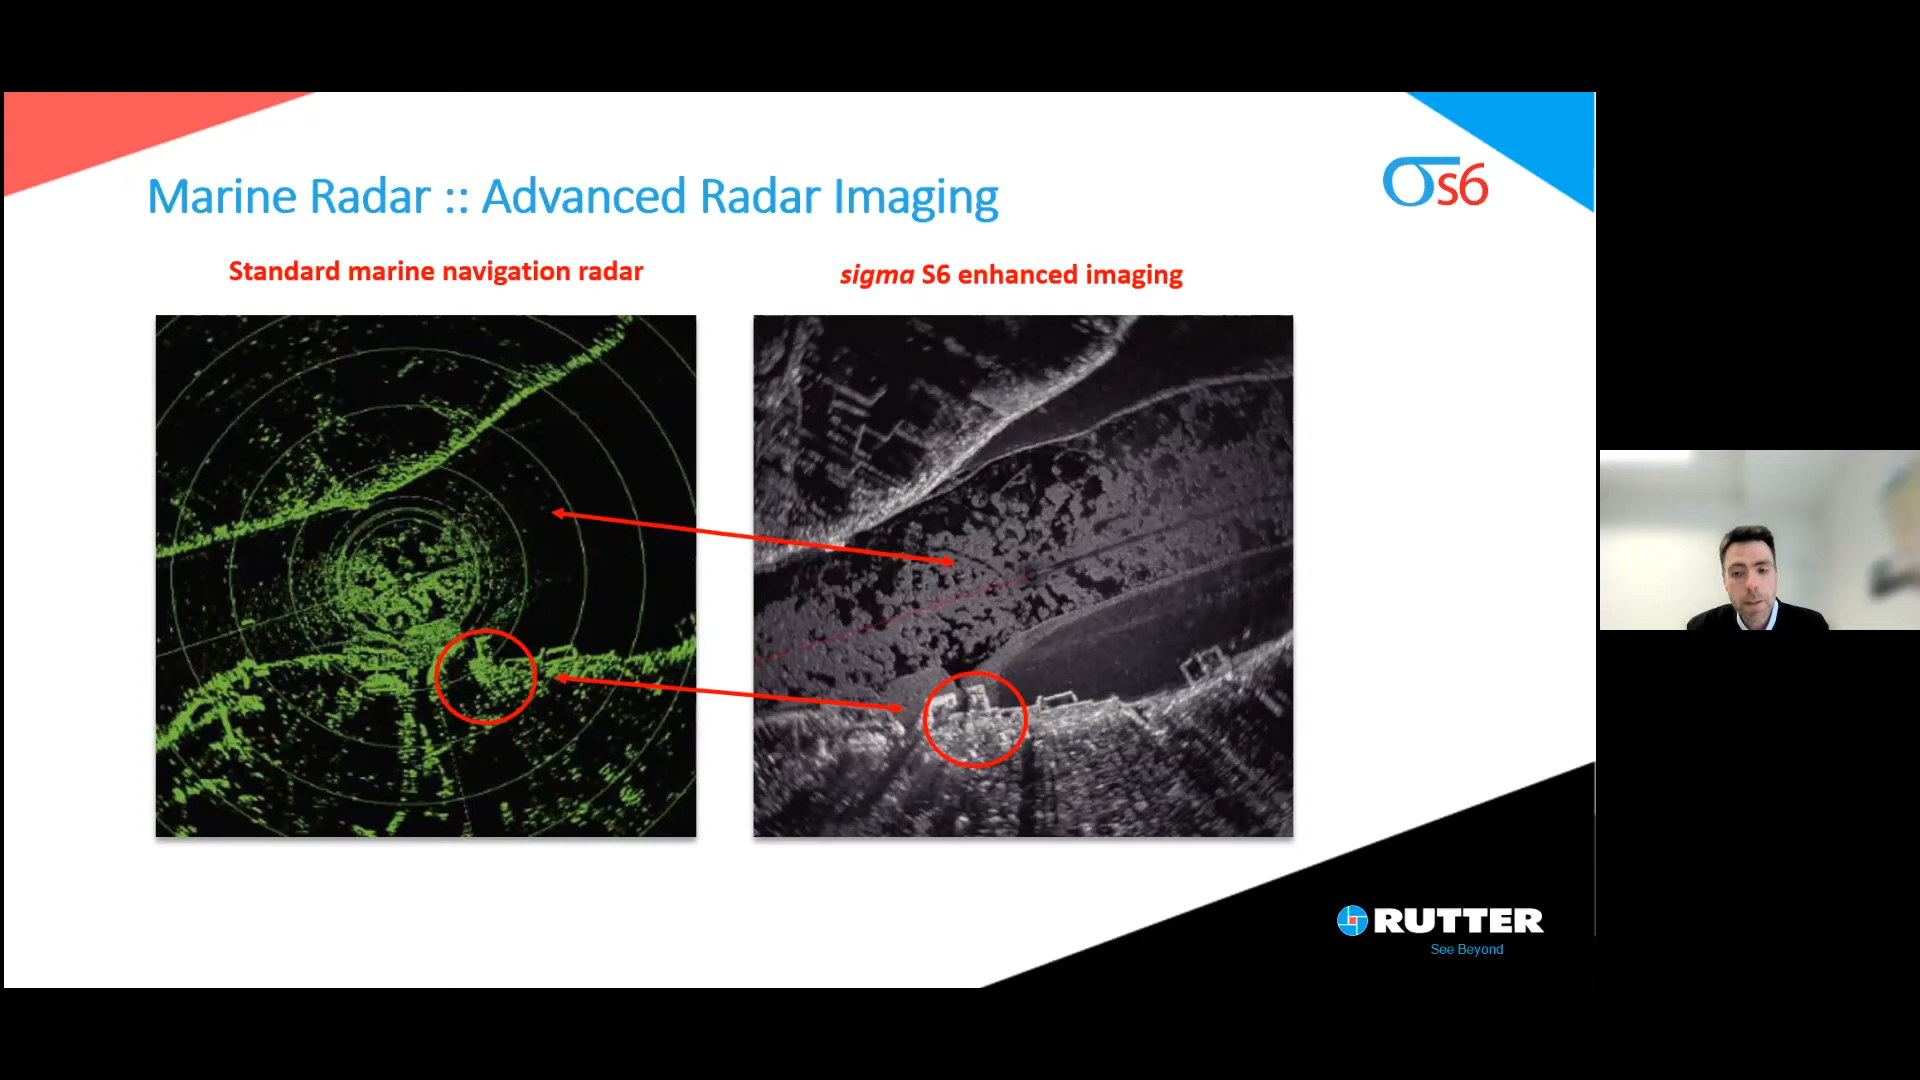 Marine Radar :: Advanced Radar Imaging
σs6
Standard marine navigation radar
sigma S6 enhanced imaging
RUTTER
See Beyond